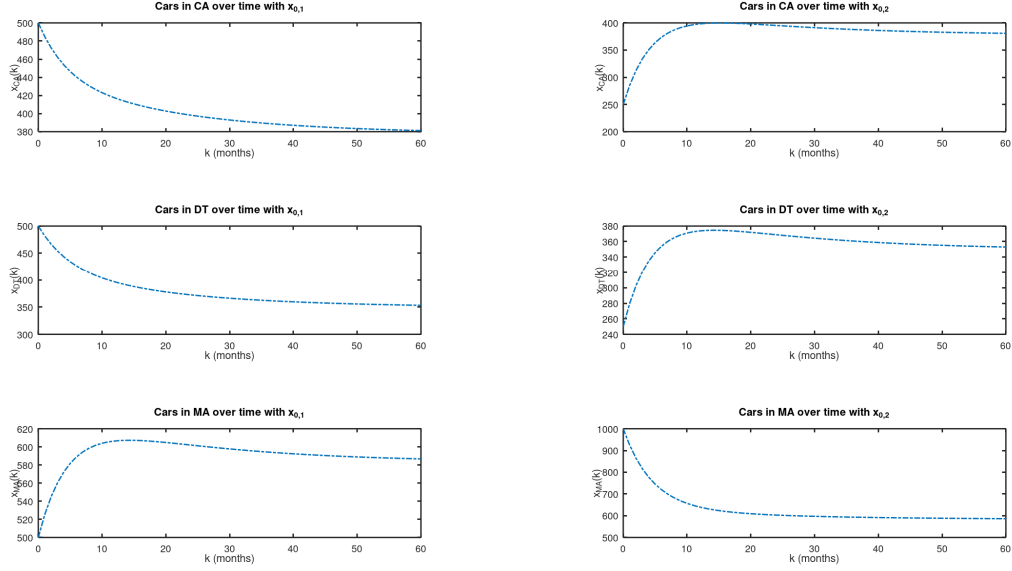 Cars in CA over time with x0,1
500
480
460
440
420
400
380
xCA(k)
0 10 20 30 40 50 60
k (months)
Cars in CA over time with x0,2
400
350
300
250
200
xCA(k)
0 10 20 30 40 50 60
k (months)
Cars in DT over time with x0,1
500
450
400
350
300
xDT(k)
0 10 20 30 40 50 60
k (months)
Cars in DT over time with x0,2
380
360
340
320
300
280
260
240
xDT(k)
0 10 20 30 40 50 60
k (months)
Cars in MA over time with x0,1
620
600
580
560
540
520
500
xMA(k)
0 10 20 30 40 50 60
k (months)
Cars in MA over time with x0,2
1000
900
800
700
600
500
xMA(k)
0 10 20 30 40 50 60
k (months)